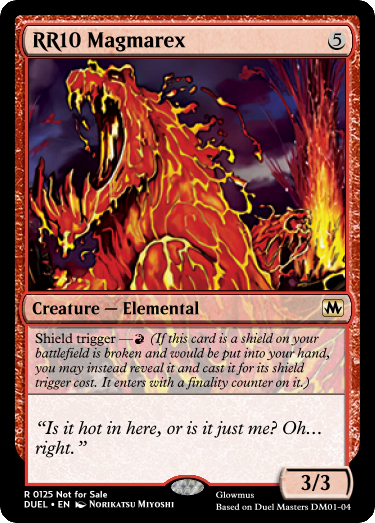 RR10 Magmarex
5
Creature — Elemental
M
Shield trigger — (If this card is a shield on your
battlefield is broken and would be put into your hand,
you may instead reveal it and cast it for its shield
trigger cost. It enters with a finality counter on it.)
“Is it hot in here, or is it just me? Oh…
right.”
3/3
R 0125 Not for Sale
DUEL • EN Norikatsu Miyoshi
Glowmus
Based on Duel Masters DM01-04